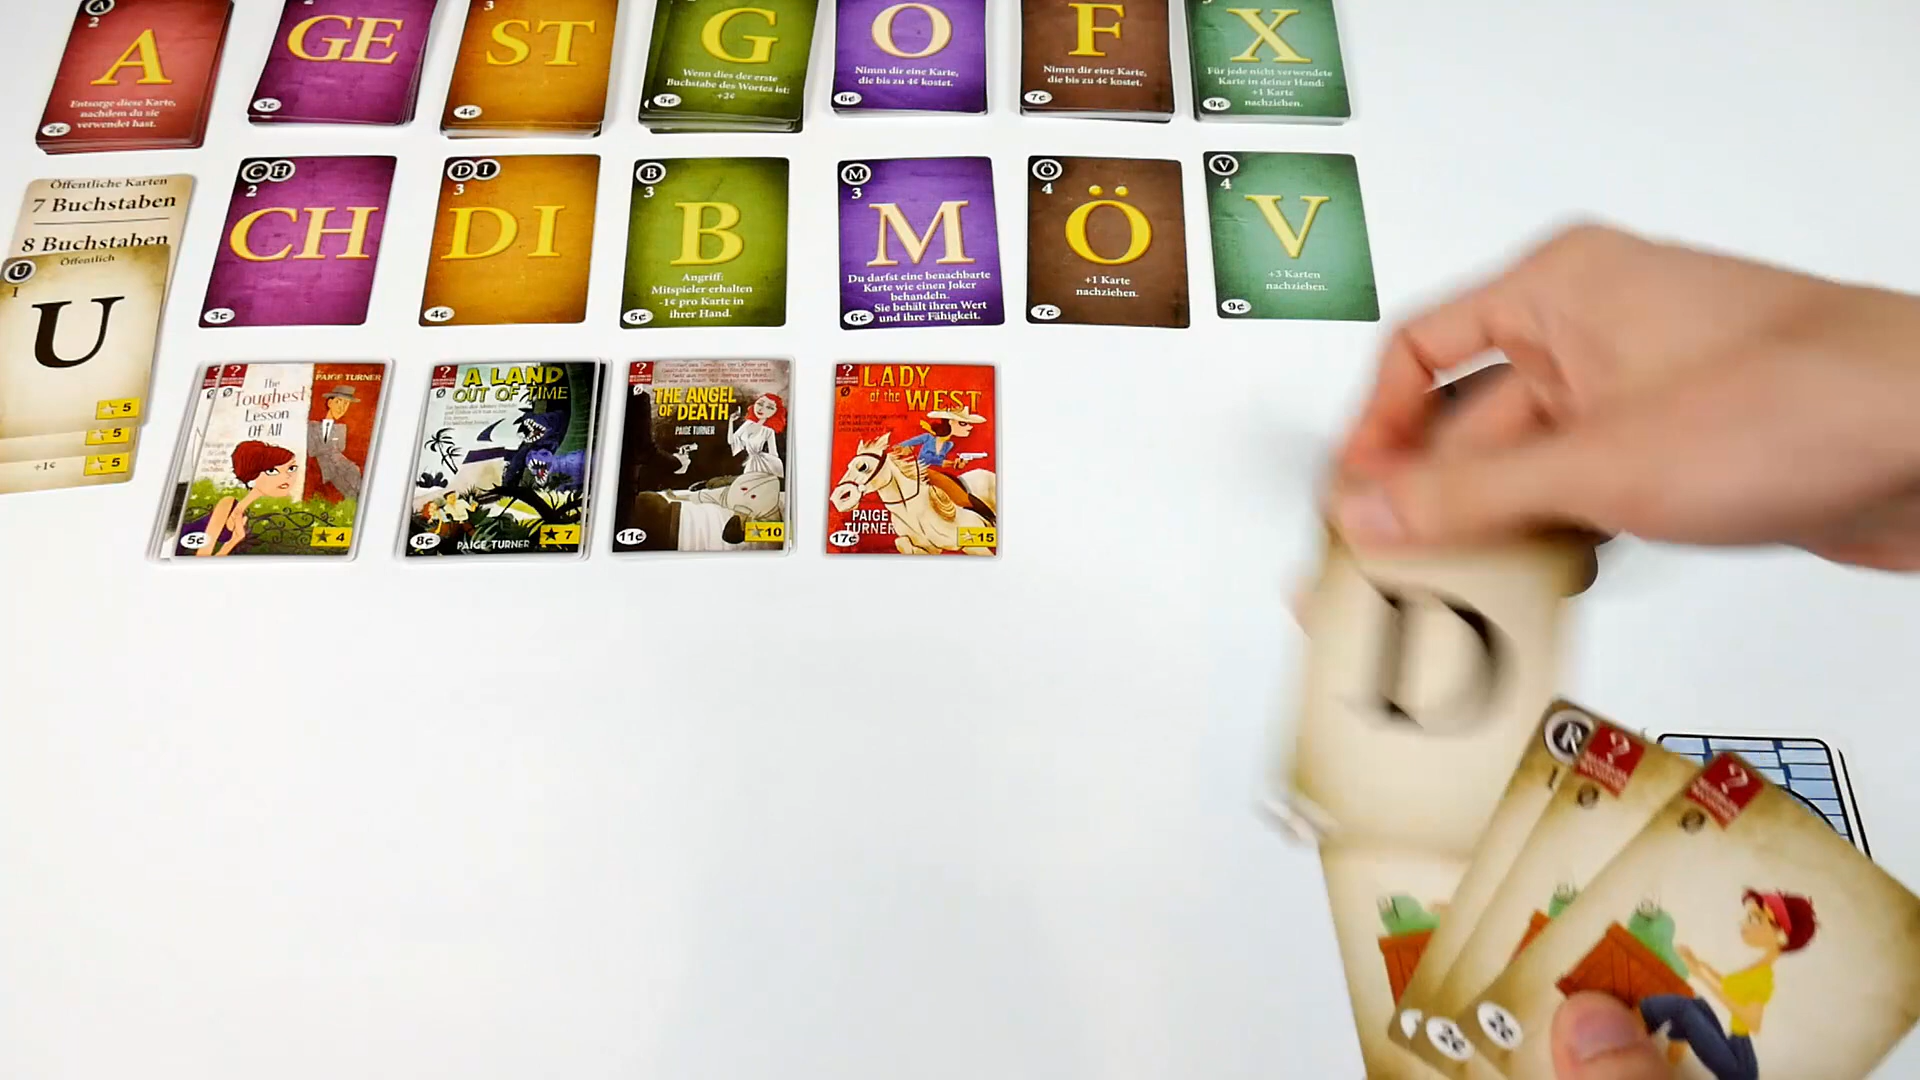 A
2
A
Entsorge diese Karte,
nachdem du sie
verwendet hast.
2¢
GE
3¢
3
ST
4¢
G
Wenn dies der erste
Buchstabe des Wortes ist:
+2¢
5¢
O
Nimm dir eine Karte,
die bis zu 4¢ kostet.
6¢
F
Nimm dir eine Karte,
die bis zu 4¢ kostet.
7¢
X
Für jede nicht verwendete
Karte in deiner Hand:
+1 Karte
nachziehen.
9¢
Öffentliche Karten
7 Buchstaben
8 Buchstaben
Öffentlich
U
1
U
5
5
+1¢
5
CH
2
CH
3¢
DI
3
DI
4¢
B
3
B
Angriff:
Mitspieler erhalten
-1¢ pro Karte in
ihrer Hand.
5¢
M
3
M
Du darfst eine benachbarte
Karte wie einen Joker
behandeln.
Sie behält ihren Wert
und ihre Fähigkeit.
6¢
Ö
4
Ö
+1 Karte
nachziehen.
7¢
V
4
V
+3 Karten
nachziehen.
9¢
?
The
Toughest
Lesson
Of All
PAIGE TURNER
5¢
4
?
A LAND
OUT OF TIME
8¢
PAIGE TURNER
7
?
THE ANGEL
OF DEATH
PAIGE TURNER
11¢
10
?
LADY
of the WEST
PAIGE
TURNER
17¢
15
D
R
1
?
?